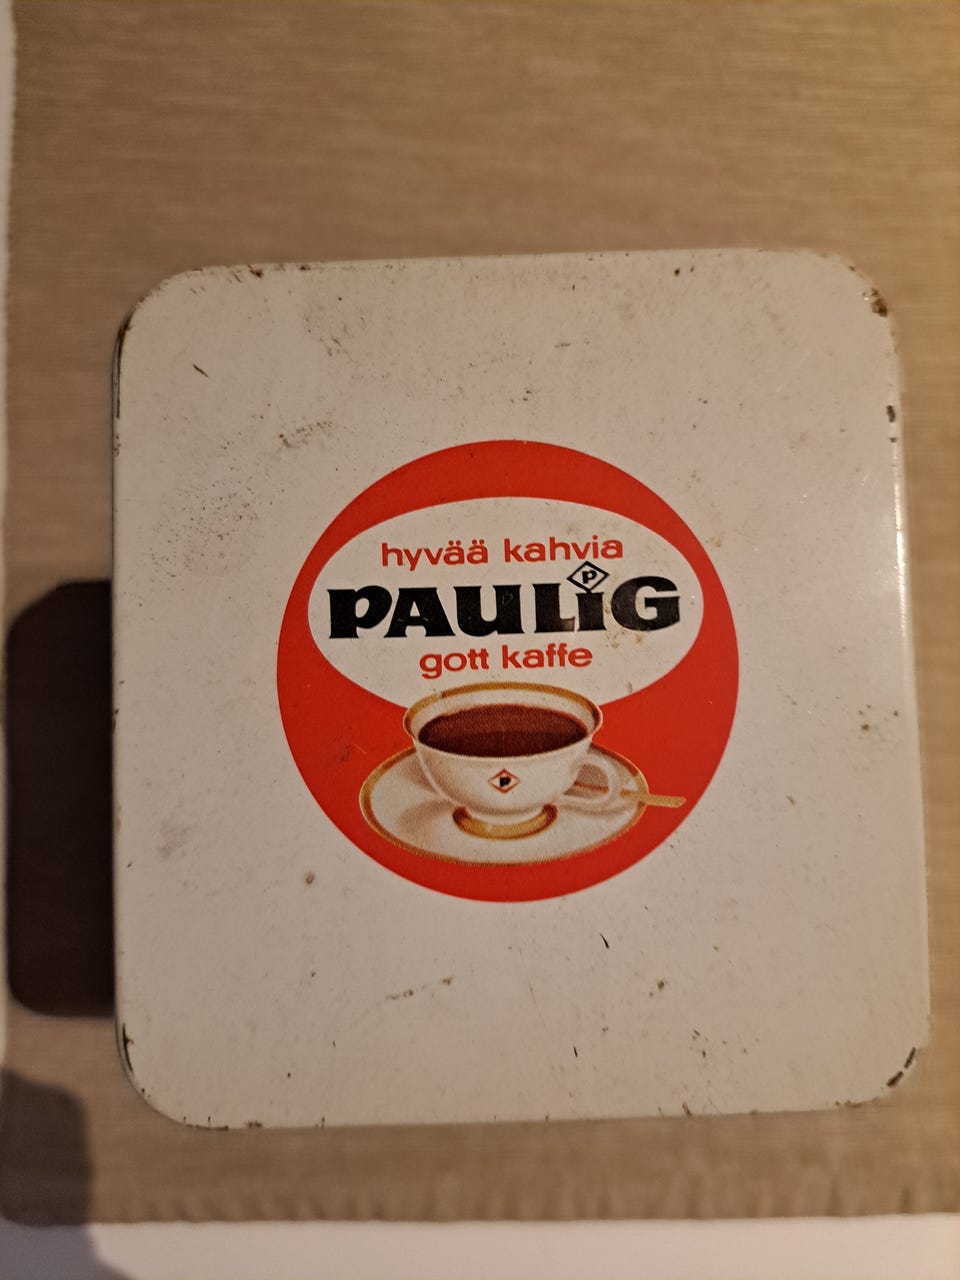 hyvää kahvia
P
PAULiG
gott kaffe
P